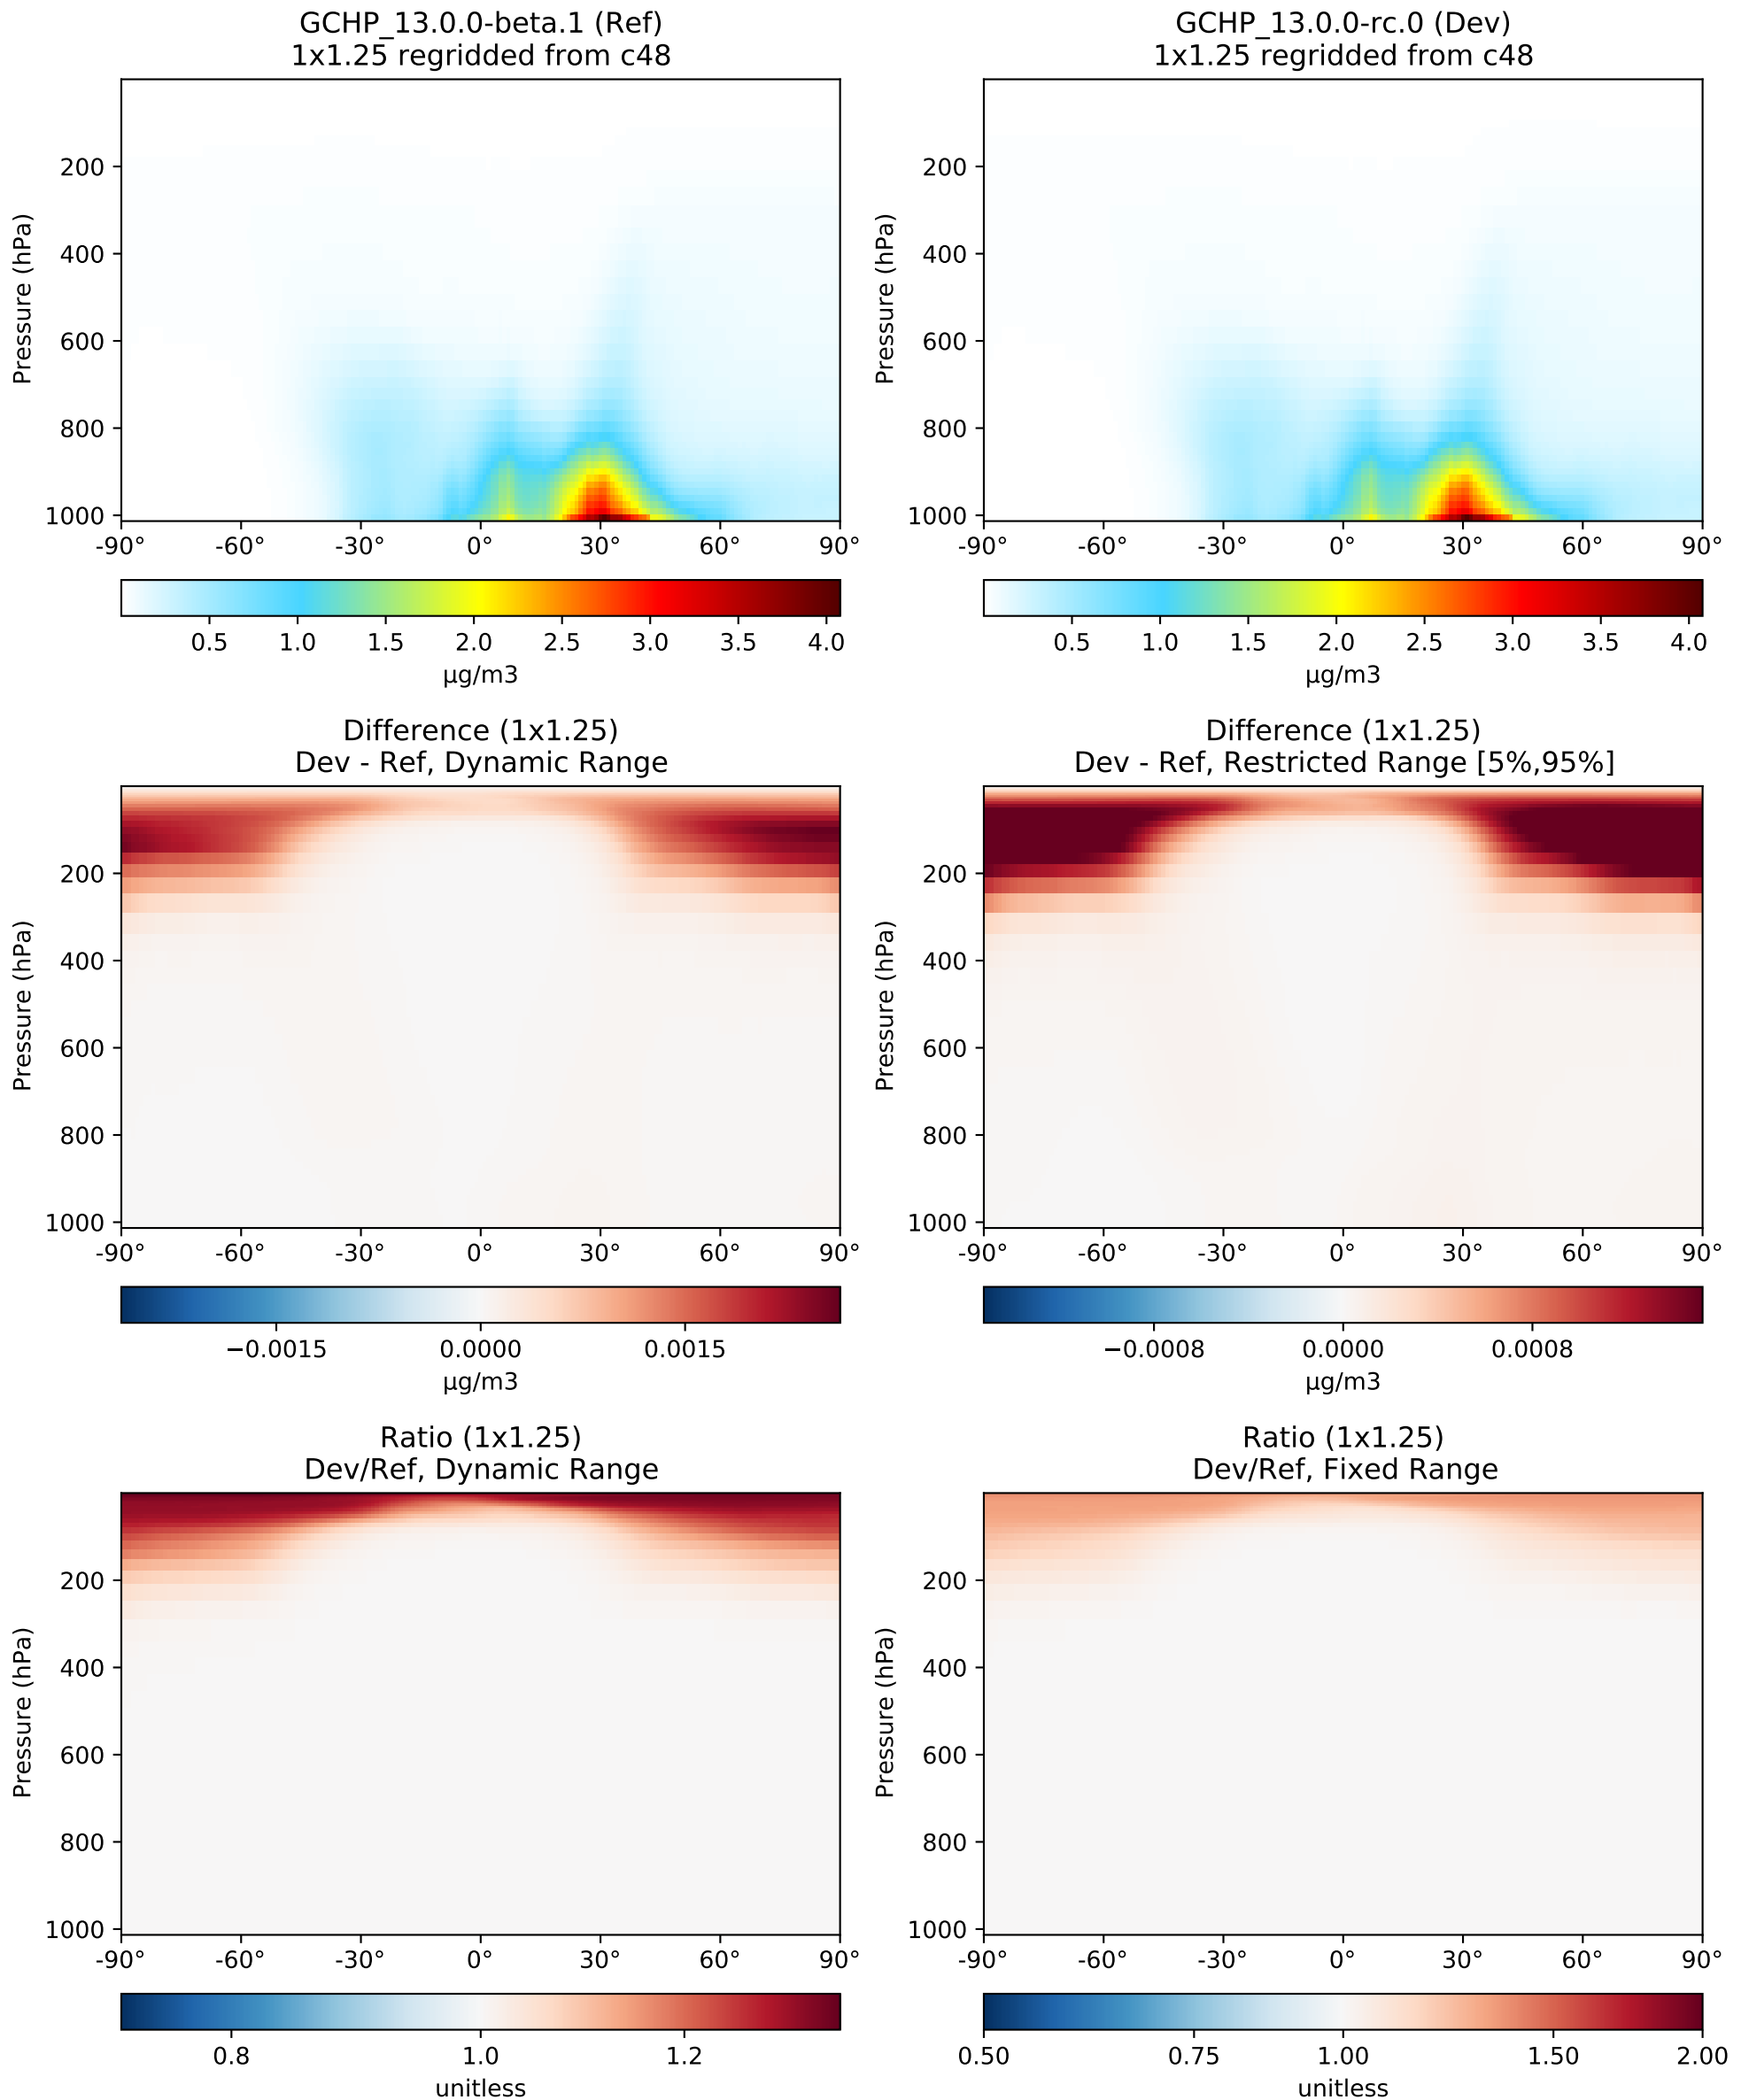 GCHP_13.0.0-beta.1 (Ref)
1x1.25 regridded from c48
Pressure (hPa)
200
400
600
800
1000
-90° -60° -30° 0° 30° 60° 90°
0.5 1.0 1.5 2.0 2.5 3.0 3.5 4.0
µg/m3
GCHP_13.0.0-rc.0 (Dev)
1x1.25 regridded from c48
Pressure (hPa)
200
400
600
800
1000
-90° -60° -30° 0° 30° 60° 90°
0.5 1.0 1.5 2.0 2.5 3.0 3.5 4.0
µg/m3
Difference (1x1.25)
Dev - Ref, Dynamic Range
Pressure (hPa)
200
400
600
800
1000
-90° -60° -30° 0° 30° 60° 90°
−0.0015 0.0000 0.0015
µg/m3
Difference (1x1.25)
Dev - Ref, Restricted Range [5%,95%]
Pressure (hPa)
200
400
600
800
1000
-90° -60° -30° 0° 30° 60° 90°
−0.0008 0.0000 0.0008
µg/m3
Ratio (1x1.25)
Dev/Ref, Dynamic Range
Pressure (hPa)
200
400
600
800
1000
-90° -60° -30° 0° 30° 60° 90°
0.8 1.0 1.2
unitless
Ratio (1x1.25)
Dev/Ref, Fixed Range
Pressure (hPa)
200
400
600
800
1000
-90° -60° -30° 0° 30° 60° 90°
0.50 0.75 1.00 1.50 2.00
unitless